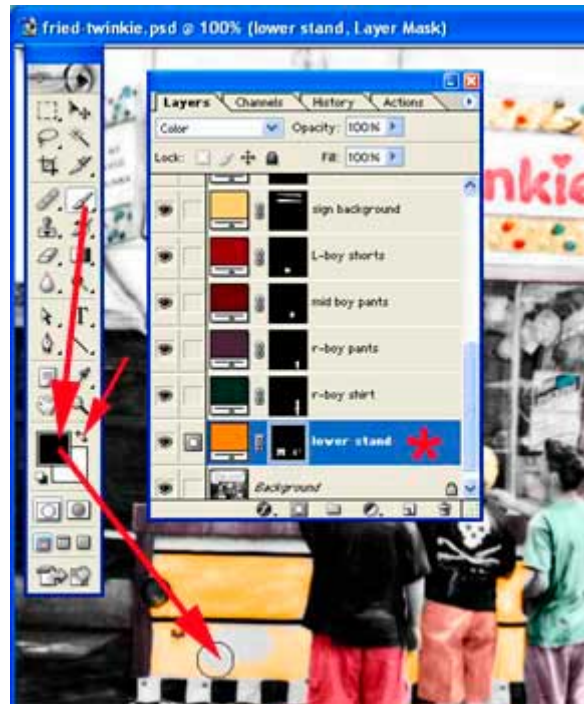 fried-twinkie.psd @ 100% (lower stand, Layer Mask)
Layers Channels History Actions
Color Opacity: 100%
Lock: Fill: 100%
sign background
L-boy shorts
mid boy pants
r-boy pants
r-boy shirt
lower stand
Background
nkie
T